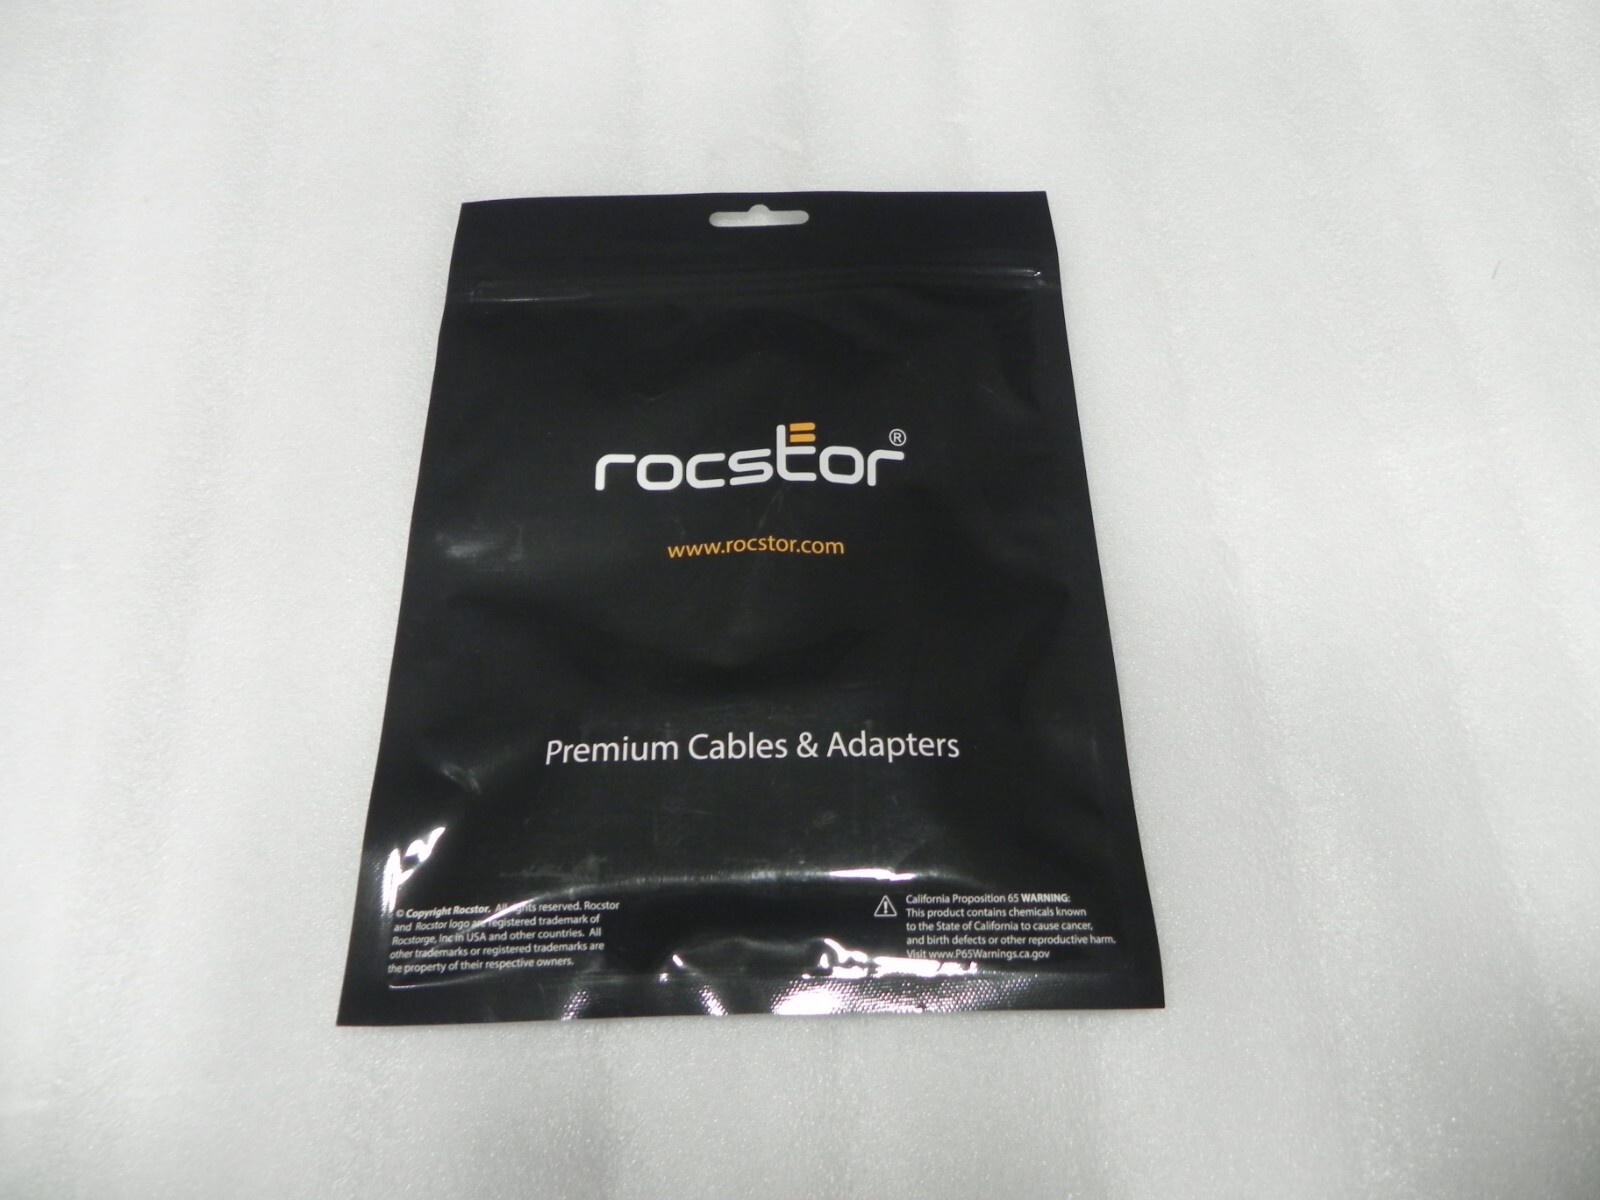 rocstor®
www.rocstor.com
Premium Cables & Adapters
© Copyright Rocstor. All reserved. Rocstor
and Rocstor logo are registered trademark of
Rocstorge, Inc in USA and other countries. All
other trademarks or registered trademarks are
the property of their respective owners.
California Proposition 65 WARNING:
This product contains chemicals known
to the State of California to cause cancer,
and birth defects or other reproductive harm.
Visit www.P65Warnings.ca.gov